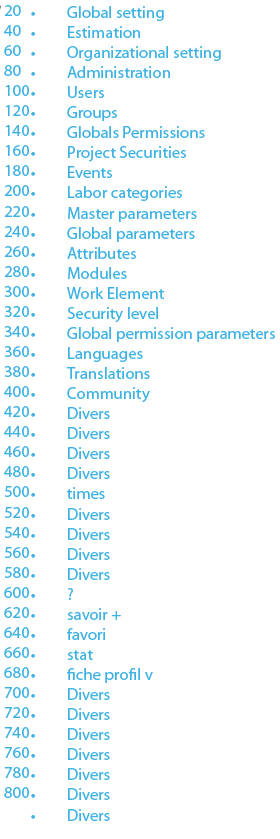 20 • Global setting
40 • Estimation
60 • Organizational setting
80 • Administration
100• Users
120• Groups
140• Globals Permissions
160• Project Securities
180• Events
200• Labor categories
220• Master parameters
240• Global parameters
260• Attributes
280• Modules
300• Work Element
320• Security level
340• Global permission parameters
360• Languages
380• Translations
400• Community
420• Divers
440• Divers
460• Divers
480• Divers
500• times
520• Divers
540• Divers
560• Divers
580• Divers
600• ?
620• savoir +
640• favori
660• stat
680• fiche profil v
700• Divers
720• Divers
740• Divers
760• Divers
780• Divers
800• Divers
• Divers